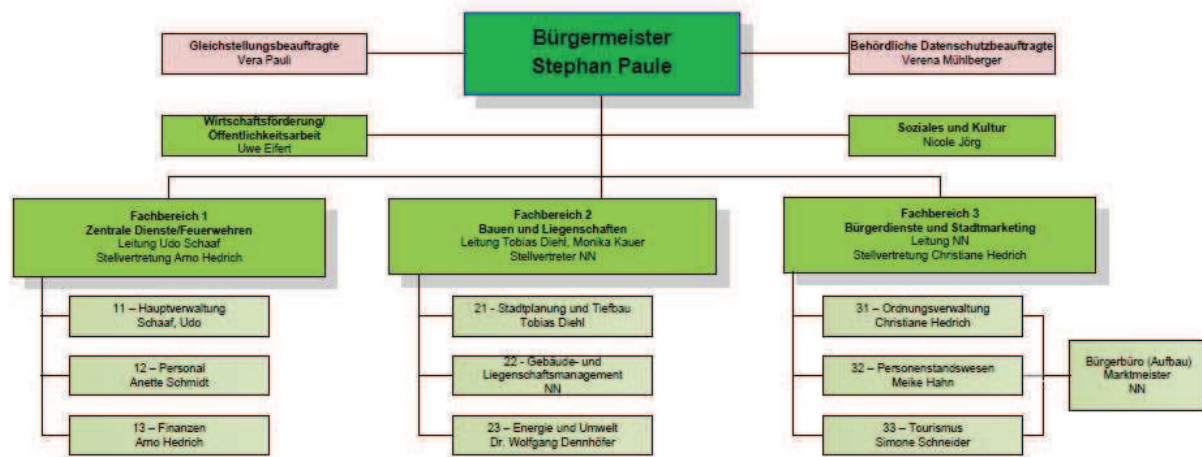 Gleichstellungsbeauftragte
Vera Pauli
Bürgermeister
Stephan Paule
Behördliche Datenschutzbeauftragte
Verena Mühlberger
Wirtschaftsförderung/
Öffentlichkeitsarbeit
Uwe Eifert
Soziales und Kultur
Nicole Jörg
Fachbereich 1
Zentrale Dienste/Feuerwehren
Leitung Udo Schaaf
Stellvertretung Arno Hedrich
Fachbereich 2
Bauen und Liegenschaften
Leitung Tobias Diehl, Monika Kauer
Stellvertreter NN
Fachbereich 3
Bürgerdienste und Stadtmarketing
Leitung NN
Stellvertretung Christiane Hedrich
11 – Hauptverwaltung
Schaaf, Udo
12 – Personal
Anette Schmidt
13 – Finanzen
Arno Hedrich
21 - Stadtplanung und Tiefbau
Tobias Diehl
22 - Gebäude- und
Liegenschaftsmanagement
NN
23 – Energie und Umwelt
Dr. Wolfgang Dennhöfer
31 – Ordnungsverwaltung
Christiane Hedrich
32 – Personenstandswesen
Meike Hahn
33 – Tourismus
Simone Schneider
Bürgerbüro (Aufbau)
Marktmeister
NN